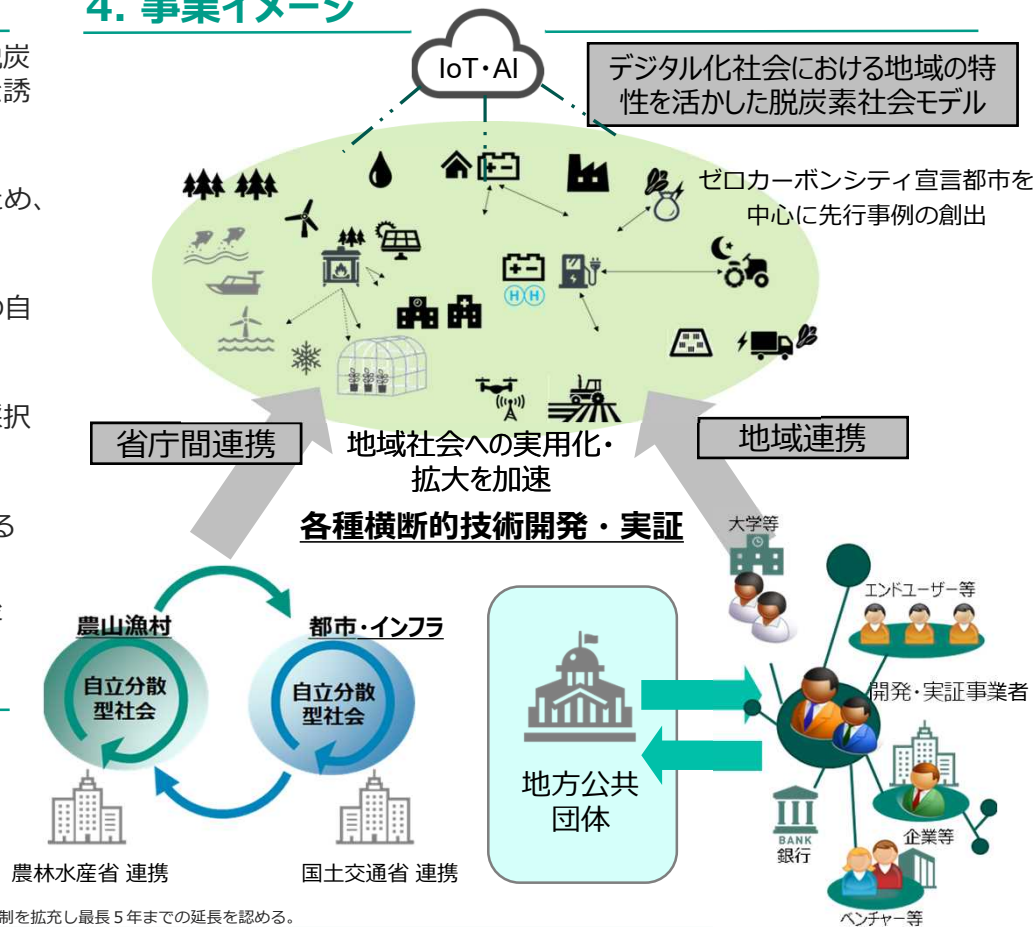 4. 事業イメージ
炭
誘
ため、
の自
択
る
IoT・AI
デジタル化社会における地域の特
性を活かした脱炭素社会モデル
ゼロカーボンシティ宣言都市を
中心に先行事例の創出
H H
省庁間連携
地域社会への実用化・
拡大を加速
地域連携
各種横断的技術開発・実証
農山漁村
自立分散
型社会
都市・インフラ
自立分散
型社会
農林水産省 連携
国土交通省 連携
地方公共
団体
大学等
エンドユーザー等
開発・実証事業者
BANK
銀行
企業等
ベンチャー等
制を拡充し最長５年までの延長を認める。